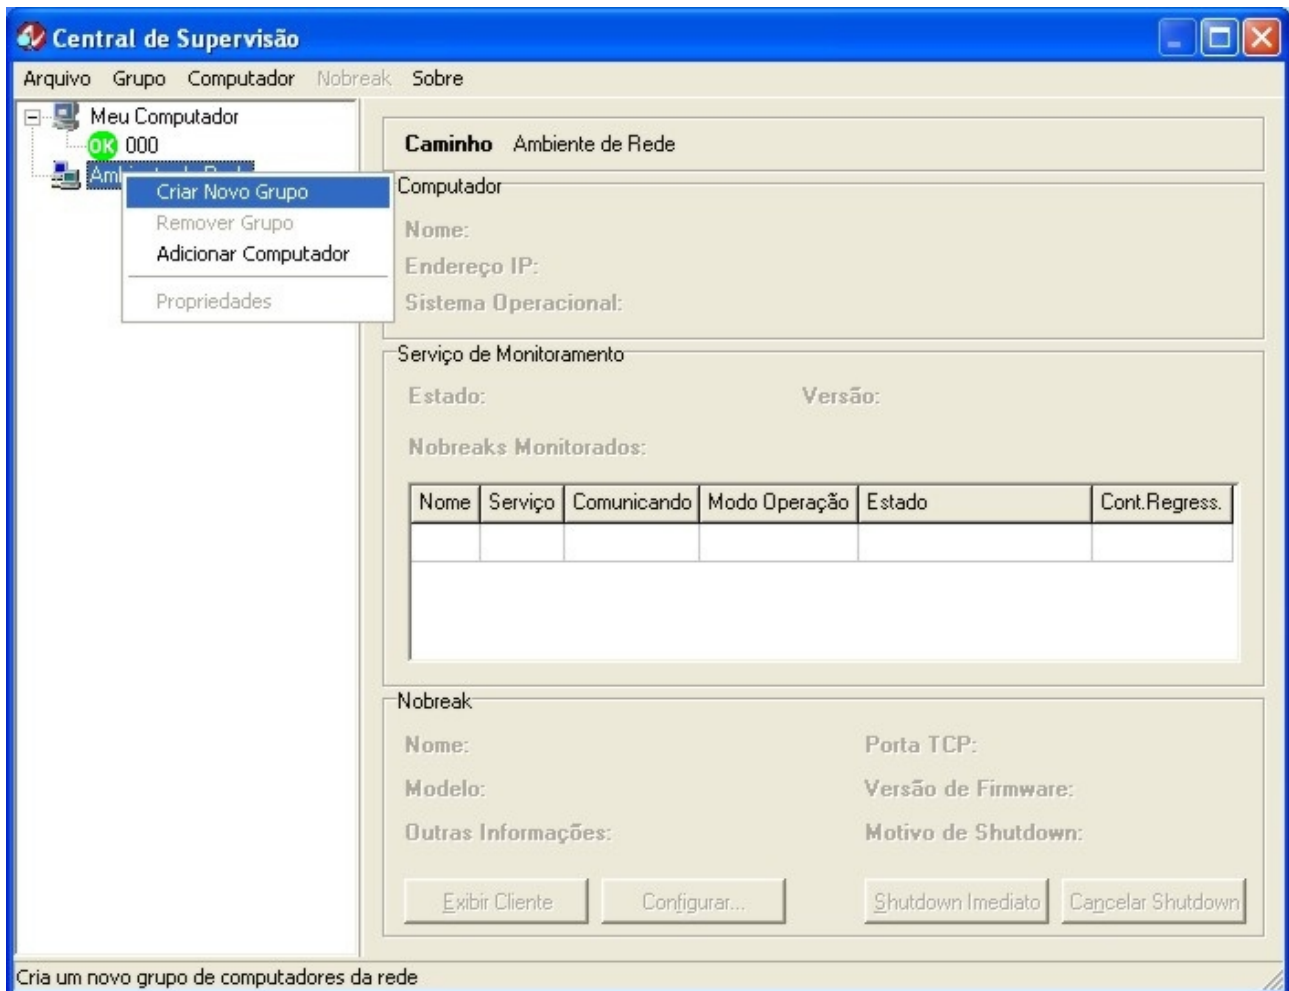 Central de Supervisão
Arquivo Grupo Computador Nobreak Sobre
Meu Computador
OK 000
Criar Novo Grupo
Remover Grupo
Adicionar Computador
Propriedades
Caminho Ambiente de Rede
Computador
Nome:
Endereço IP:
Sistema Operacional:
Serviço de Monitoramento
Estado: Versão:
Nobreaks Monitorados:
Nome Serviço Comunicando Modo Operação Estado Cont.Regress.
Nobreak
Nome: Porta TCP:
Modelo: Versão de Firmware:
Outras Informações: Motivo de Shutdown:
Exibir Cliente Configurar... Shutdown Imediato Cancelar Shutdown
Cria um novo grupo de computadores da rede